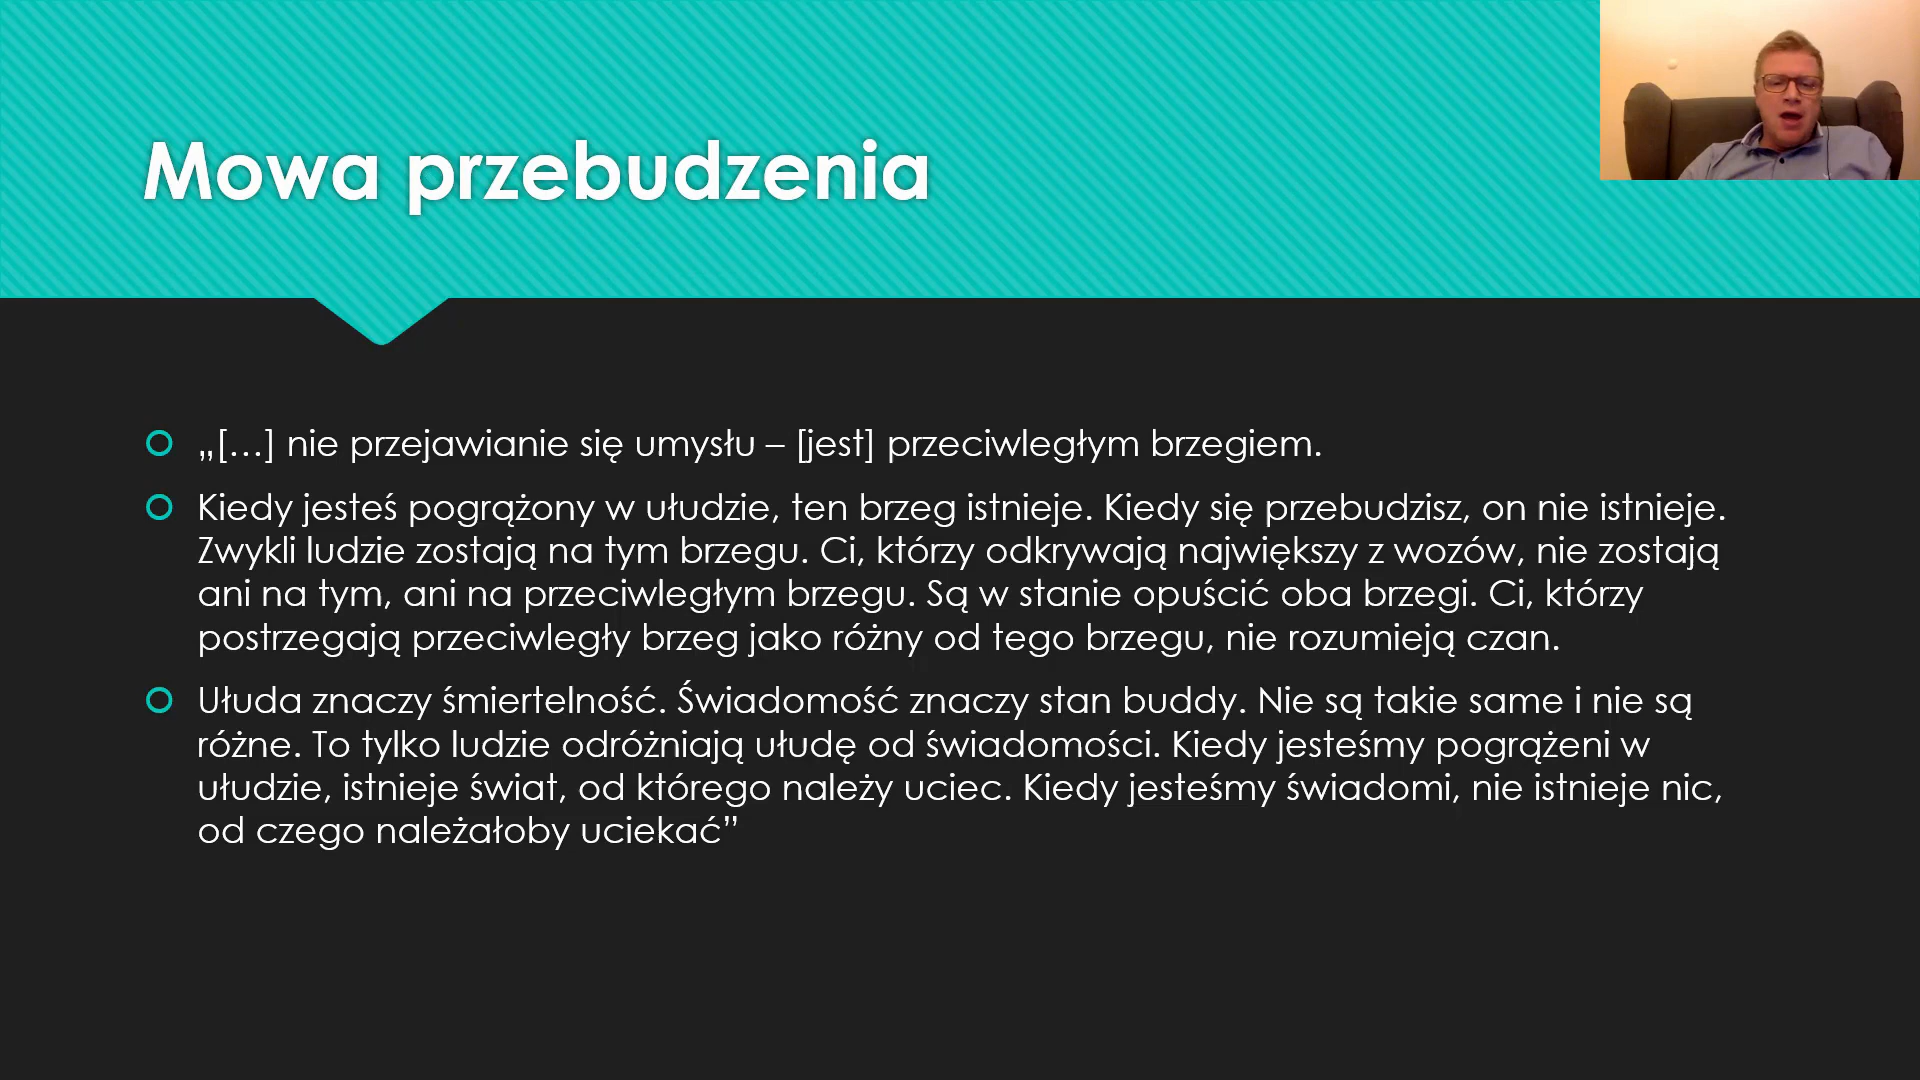 Mowa przebudzenia
„[…] nie przejawianie się umysłu – [jest] przeciwległym brzegiem.
Kiedy jesteś pogrążony w ułudzie, ten brzeg istnieje. Kiedy się przebudzisz, on nie istnieje.
Zwykli ludzie zostają na tym brzegu. Ci, którzy odkrywają największy z wozów, nie zostają
ani na tym, ani na przeciwległym brzegu. Są w stanie opuścić oba brzegi. Ci, którzy
postrzegają przeciwległy brzeg jako różny od tego brzegu, nie rozumieją czan.
Ułuda znaczy śmiertelność. Świadomość znaczy stan buddy. Nie są takie same i nie są
różne. To tylko ludzie odróżniają ułudę od świadomości. Kiedy jesteśmy pogrążeni w
ułudzie, istnieje świat, od którego należy uciec. Kiedy jesteśmy świadomi, nie istnieje nic,
od czego należałoby uciekać”